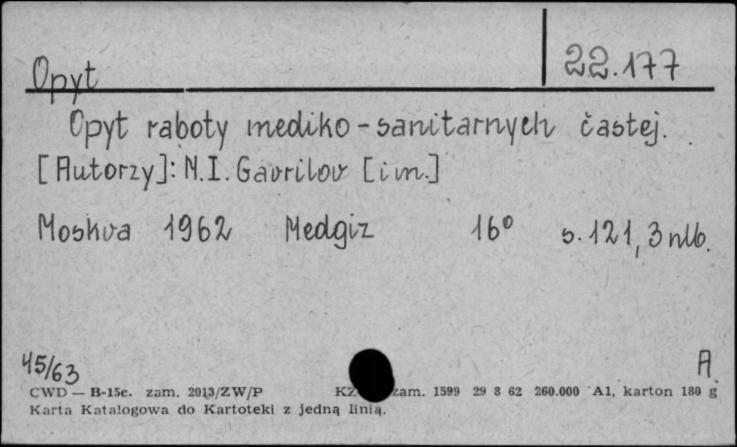 Opyt 22.177
Opyt raboty mediko-sanitarnych častej.
[Autorzy]: N.I. Gavrilov [i in.]
Moskva 1962 Medgiz 16° s. 121, 3 nlb.
45/63 A.
CWD — B-15c. zam. 2013/ZW/P KZ zam. 1599 29 8 62 260.000 A1, karton 180 g
Karta Katalogowa do Kartoteki z jedną linią.